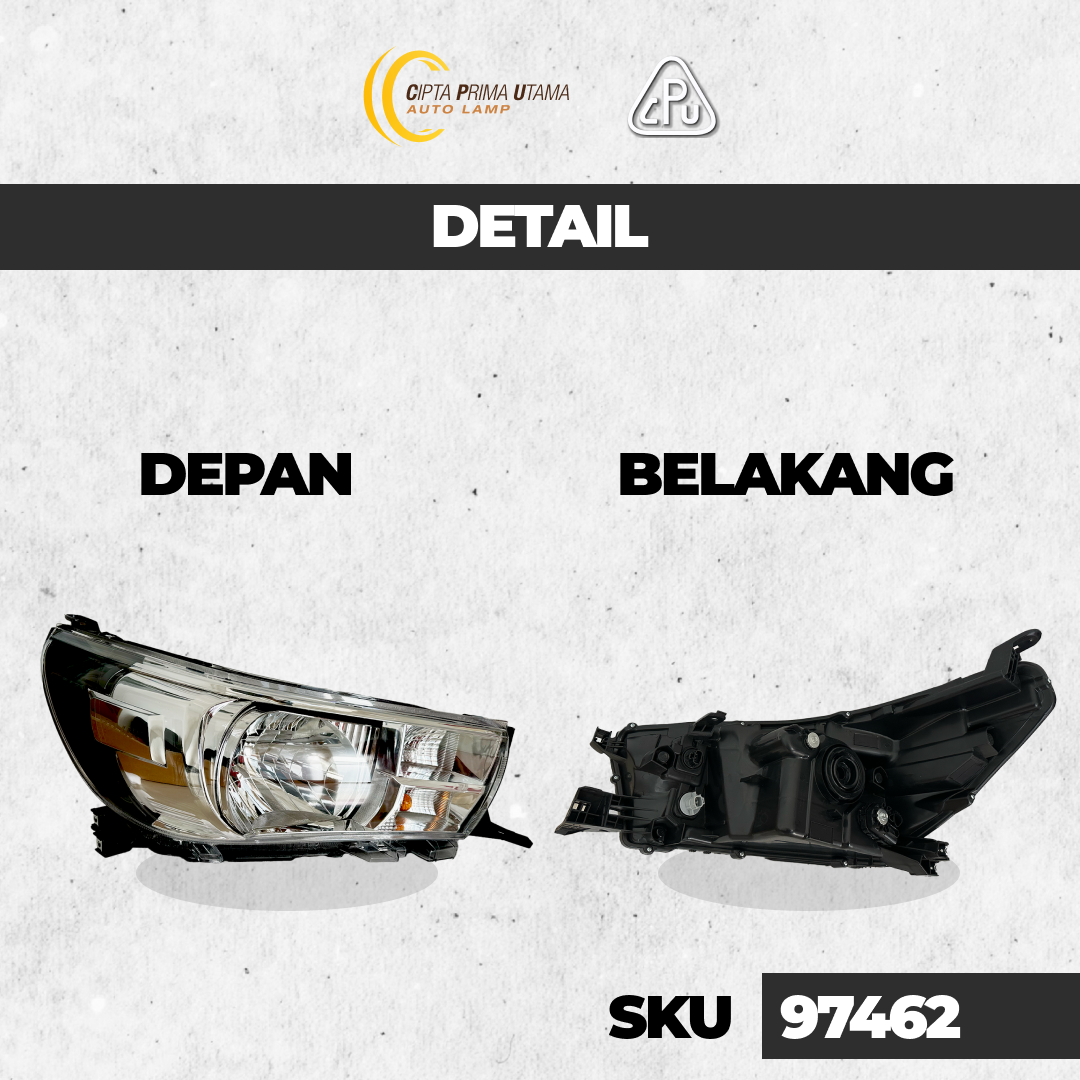 CIPTA PRIMA UTAMA
AUTO LAMP
CPU
DETAIL
DEPAN
BELAKANG
SKU
97462